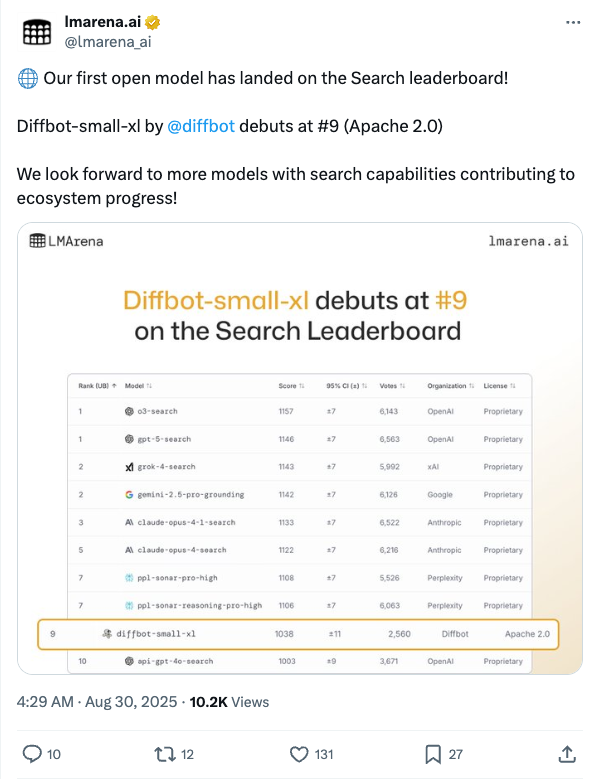 lmarena.ai
@lmarena_ai
Our first open model has landed on the Search leaderboard!
Diffbot-small-xl by @diffbot debuts at #9 (Apache 2.0)
We look forward to more models with search capabilities contributing to
ecosystem progress!
LMArena lmarena.ai
Diffbot-small-xl debuts at #9
on the Search Leaderboard
Rank (UB) ↑ Model ↑↓ Score ↑↓ 95% CI (±) ↑↓ Votes ↑↓ Organization ↑↓ License ↑↓
1 o3-search 1157 ±7 6,143 OpenAI Proprietary
1 gpt-5-search 1146 ±7 6,563 OpenAI Proprietary
2 grok-4-search 1143 ±7 5,992 xAI Proprietary
2 gemini-2.5-pro-grounding 1142 ±7 6,126 Google Proprietary
3 claude-opus-4-1-search 1133 ±7 6,522 Anthropic Proprietary
5 claude-opus-4-search 1122 ±7 6,216 Anthropic Proprietary
7 ppl-sonar-pro-high 1108 ±7 5,526 Perplexity Proprietary
7 ppl-sonar-reasoning-pro-high 1106 ±7 6,063 Perplexity Proprietary
9 diffbot-small-xl 1038 ±11 2,560 Diffbot Apache 2.0
10 api-gpt-4o-search 1003 ±9 3,671 OpenAI Proprietary
4:29 AM · Aug 30, 2025 · 10.2K Views
10 12 131 27